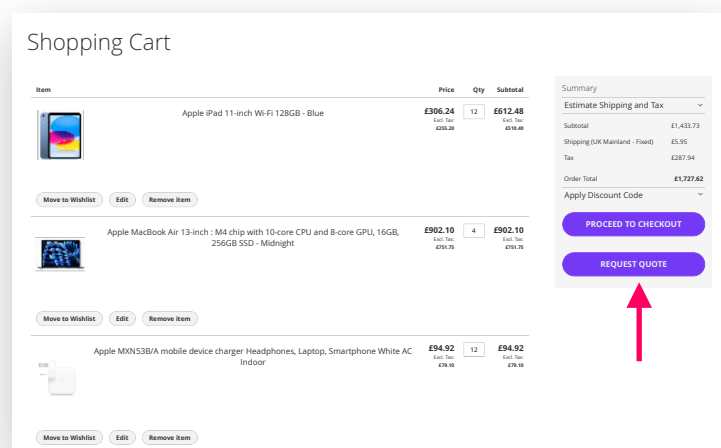 Shopping Cart
Item Price Qty Subtotal
Apple iPad 11-inch Wi-Fi 128GB - Blue £306.24 12 £612.48
Excl. Tax: Excl. Tax:
£255.20 £510.40
Move to Wishlist Edit Remove item
Apple MacBook Air 13-inch : M4 chip with 10-core CPU and 8-core GPU, 16GB, £902.10 4 £902.10
256GB SSD - Midnight Excl. Tax: Excl. Tax:
£751.75 £751.75
Move to Wishlist Edit Remove item
Apple MXN53B/A mobile device charger Headphones, Laptop, Smartphone White AC £94.92 12 £94.92
Indoor Excl. Tax: Excl. Tax:
£79.10 £79.10
Move to Wishlist Edit Remove item
Summary
Estimate Shipping and Tax
Subtotal £1,433.73
Shipping (UK Mainland - Fixed) £5.95
Tax £287.94
Order Total £1,727.62
Apply Discount Code
PROCEED TO CHECKOUT
REQUEST QUOTE